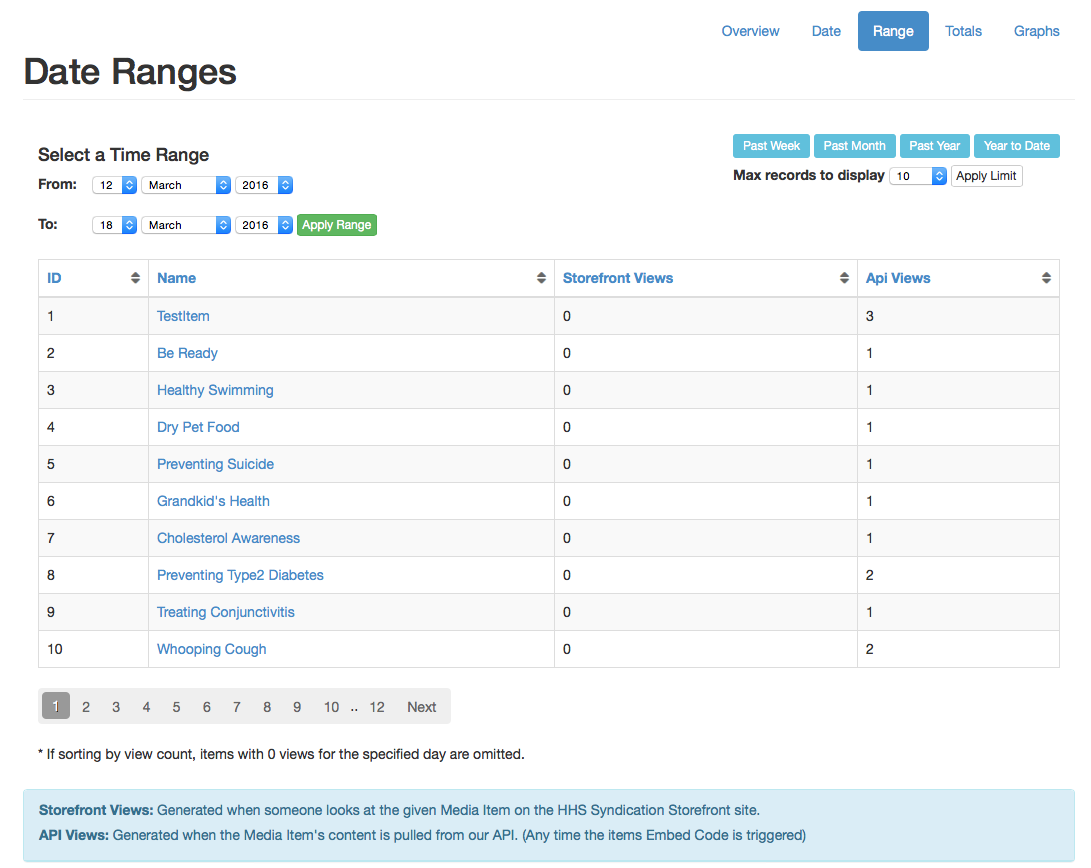 Overview Date Range Totals Graphs
Date Ranges
Select a Time Range
Past Week Past Month Past Year Year to Date
Max records to display 10 Apply Limit
From: 12 March 2016
To: 18 March 2016 Apply Range
ID Name Storefront Views Api Views
1 TestItem 0 3
2 Be Ready 0 1
3 Healthy Swimming 0 1
4 Dry Pet Food 0 1
5 Preventing Suicide 0 1
6 Grandkid's Health 0 1
7 Cholesterol Awareness 0 1
8 Preventing Type2 Diabetes 0 2
9 Treating Conjunctivitis 0 1
10 Whooping Cough 0 2
1 2 3 4 5 6 7 8 9 10 .. 12 Next
* If sorting by view count, items with 0 views for the specified day are omitted.
Storefront Views: Generated when someone looks at the given Media Item on the HHS Syndication Storefront site.
API Views: Generated when the Media Item's content is pulled from our API. (Any time the items Embed Code is triggered)